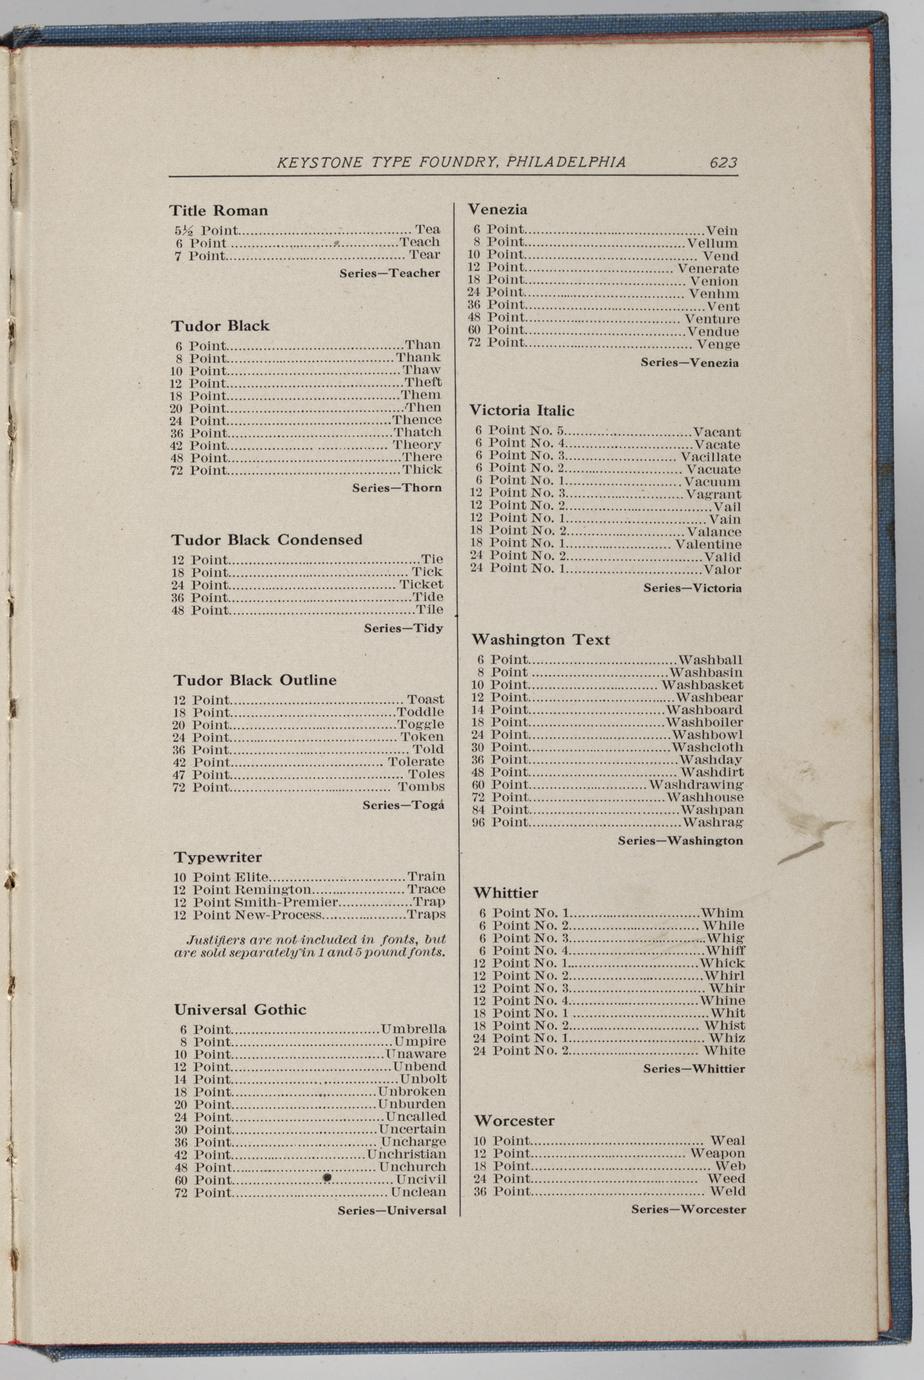 KEYSTONE TYPE FOUNDRY, PHILADELPHIA 623
Title Roman
5½ Point........Tea
6 Point........Teach
7 Point........Tear
Series—Teacher
Tudor Black
6 Point........Than
8 Point........Thank
10 Point........Thaw
12 Point........Theft
18 Point........Them
20 Point........Then
24 Point........Thence
36 Point........Thatch
42 Point........Theory
48 Point........There
72 Point........Thick
Series—Thorn
Tudor Black Condensed
12 Point........Tie
18 Point........Tick
24 Point........Ticket
36 Point........Tide
48 Point........Tile
Series—Tidy
Tudor Black Outline
12 Point........Toast
18 Point........Toddle
20 Point........Toggle
24 Point........Token
36 Point........Told
42 Point........Tolerate
47 Point........Toles
72 Point........Tombs
Series—Togá
Typewriter
10 Point Elite........Train
12 Point Remington........Trace
12 Point Smith-Premier........Trap
12 Point New-Process........Traps
Justifiers are not included in fonts, but
are sold separately in 1 and 5 pound fonts.
Universal Gothic
6 Point........Umbrella
8 Point........Umpire
10 Point........Unaware
12 Point........Unbend
14 Point........Unbolt
18 Point........Unbroken
20 Point........Unburden
24 Point........Uncalled
30 Point........Uncertain
36 Point........Uncharge
42 Point........Unchristian
48 Point........Unchurch
60 Point........Uncivil
72 Point........Unclean
Series—Universal
Venezia
6 Point........Vein
8 Point........Vellum
10 Point........Vend
12 Point........Venerate
18 Point........Venion
24 Point........Venhm
36 Point........Vent
48 Point........Venture
60 Point........Vendue
72 Point........Venge
Series—Venezia
Victoria Italic
6 Point No. 5........Vacant
6 Point No. 4........Vacate
6 Point No. 3........Vacillate
6 Point No. 2........Vacuate
6 Point No. 1........Vacuum
12 Point No. 3........Vagrant
12 Point No. 2........Vail
12 Point No. 1........Vain
18 Point No. 2........Valance
18 Point No. 1........Valentine
24 Point No. 2........Valid
24 Point No. 1........Valor
Series—Victoria
Washington Text
6 Point........Washball
8 Point........Washbasin
10 Point........Washbasket
12 Point........Washbear
14 Point........Washboard
18 Point........Washboiler
24 Point........Washbowl
30 Point........Washcloth
36 Point........Washday
48 Point........Washdirt
60 Point........Washdrawing
72 Point........Washhouse
84 Point........Washpan
96 Point........Washrag
Series—Washington
Whittier
6 Point No. 1........Whim
6 Point No. 2........While
6 Point No. 3........Whig
6 Point No. 4........Whiff
12 Point No. 1........Whick
12 Point No. 2........Whirl
12 Point No. 3........Whir
12 Point No. 4........Whine
18 Point No. 1........Whit
18 Point No. 2........Whist
24 Point No. 1........Whiz
24 Point No. 2........White
Series—Whittier
Worcester
10 Point........Weal
12 Point........Weapon
18 Point........Web
24 Point........Weed
36 Point........Weld
Series—Worcester